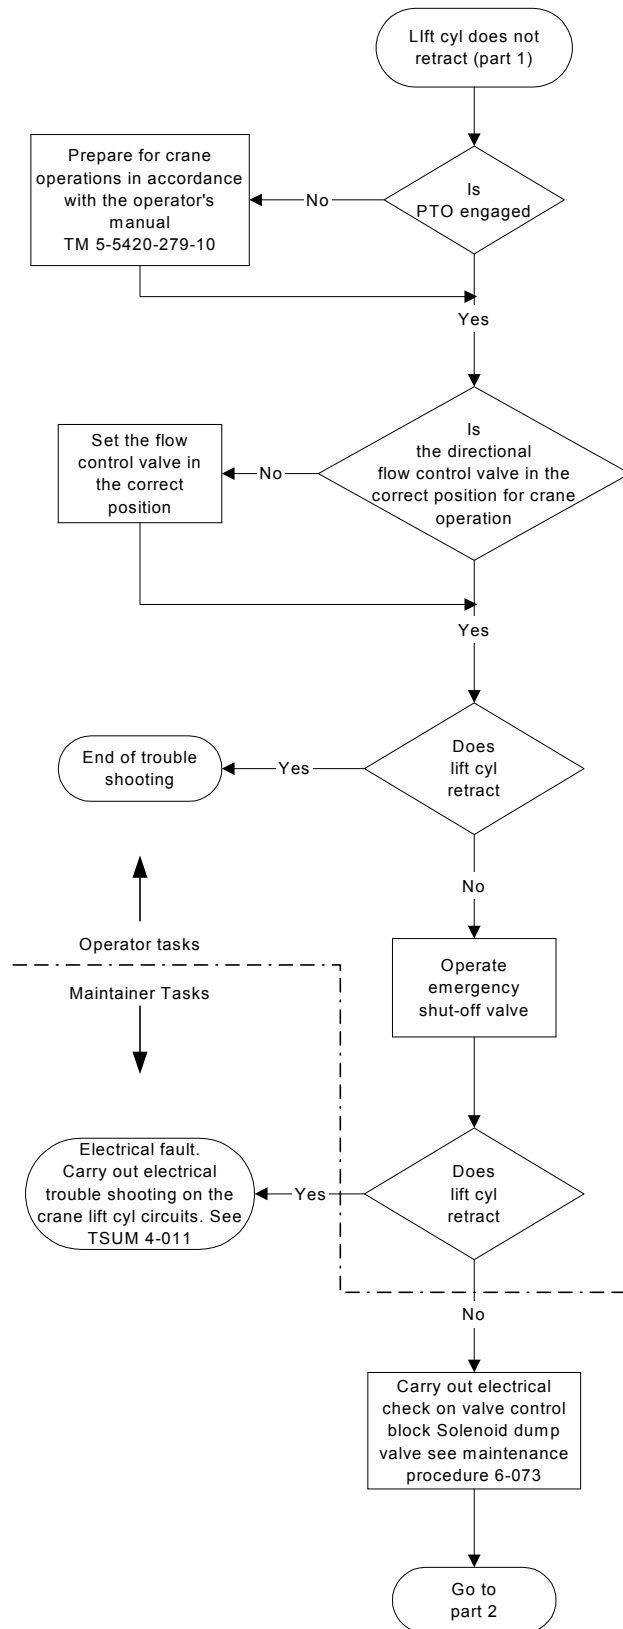 LIft cyl does not
retract (part 1)
Prepare for crane
operations in accordance
with the operator's
manual
TM 5-5420-279-10
No
Is
PTO engaged
Yes
Set the flow
control valve in
the correct
position
No
Is
the directional
flow control valve in the
correct position for crane
operation
Yes
End of trouble
shooting
Yes
Does
lift cyl
retract
No
Operator tasks
Maintainer Tasks
Operate
emergency
shut-off valve
Electrical fault.
Carry out electrical
trouble shooting on the
crane lift cyl circuits. See
TSUM 4-011
Yes
Does
lift cyl
retract
No
Carry out electrical
check on valve control
block Solenoid dump
valve see maintenance
procedure 6-073
Go to
part 2